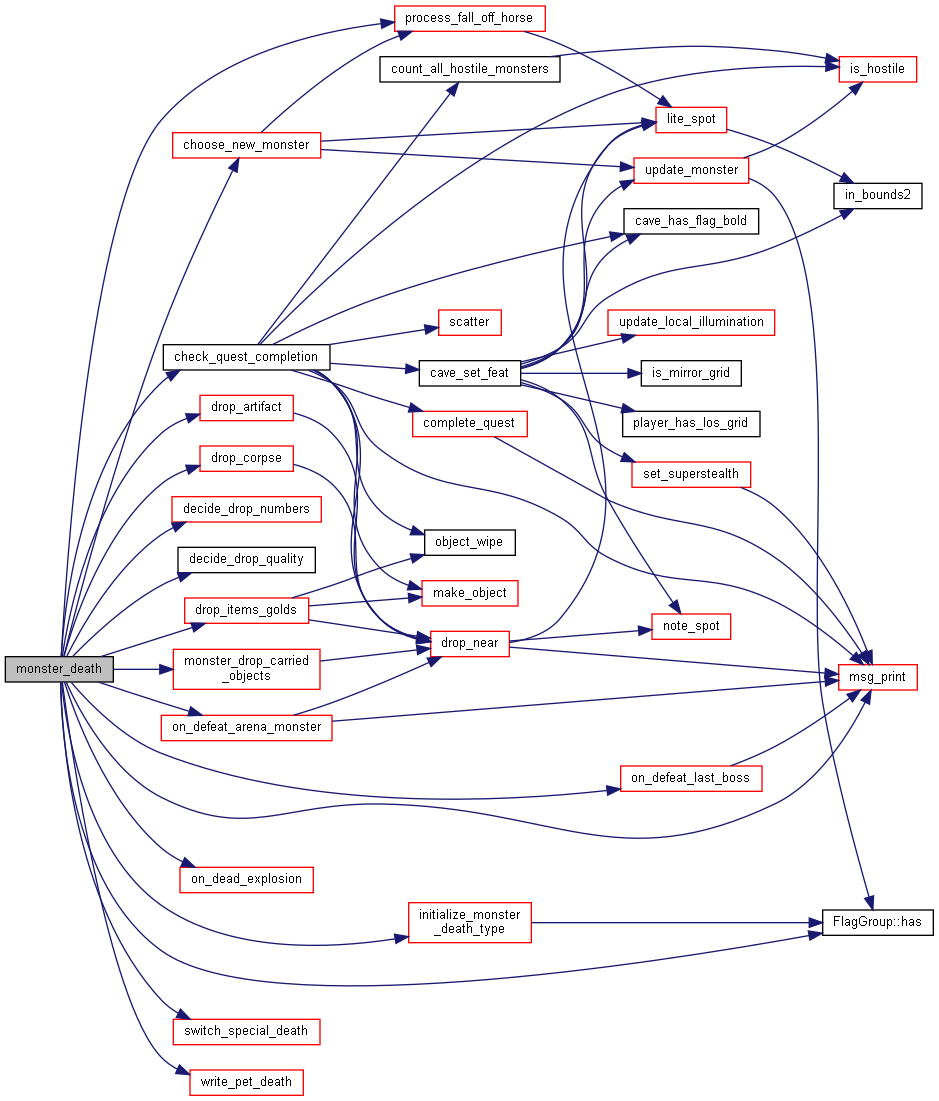 process_fall_off_horse
count_all_hostile_monsters
is_hostile
lite_spot
choose_new_monster
update_monster
in_bounds2
cave_has_flag_bold
scatter
update_local_illumination
check_quest_completion
cave_set_feat
is_mirror_grid
drop_artifact
complete_quest
player_has_los_grid
drop_corpse
set_superstealth
decide_drop_numbers
object_wipe
decide_drop_quality
make_object
drop_items_golds
note_spot
drop_near
monster_death
monster_drop_carried
_objects
msg_print
on_defeat_arena_monster
on_defeat_last_boss
on_dead_explosion
initialize_monster
_death_type
FlagGroup::has
switch_special_death
write_pet_death